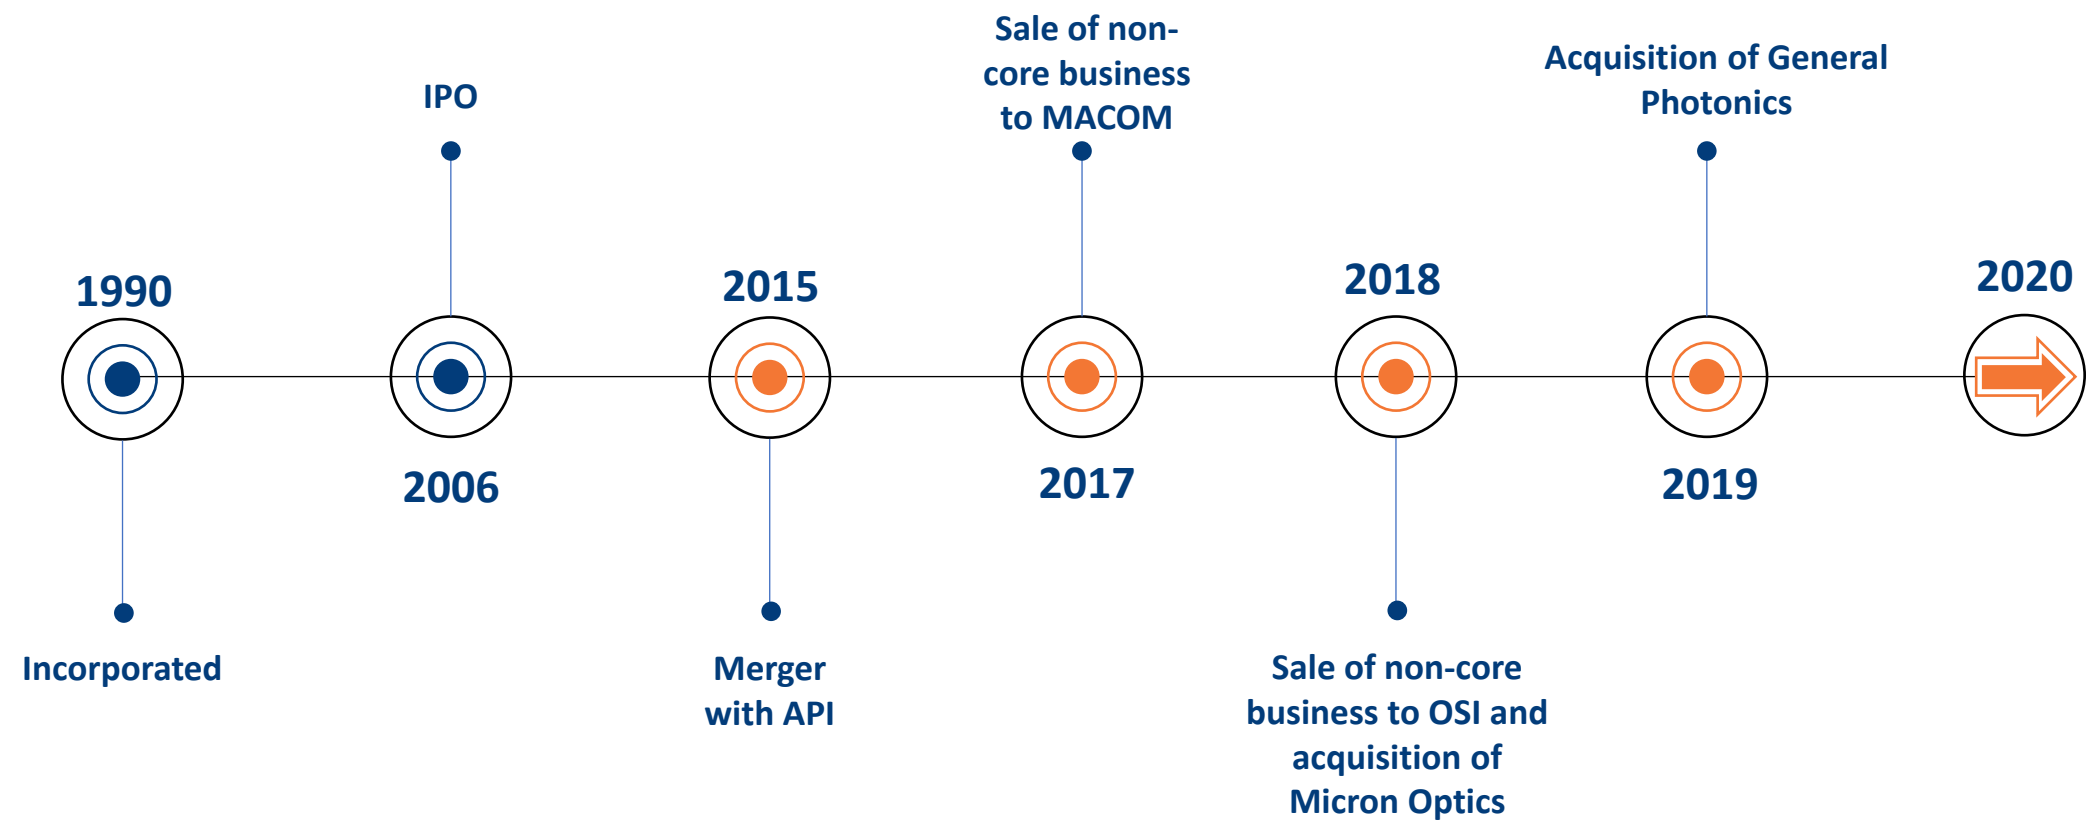 1990
Incorporated
IPO
2006
2015
Merger
with API
Sale of non-
core business
to MACOM
2017
2018
Sale of non-core
business to OSI and
acquisition of
Micron Optics
Acquisition of General
Photonics
2019
2020